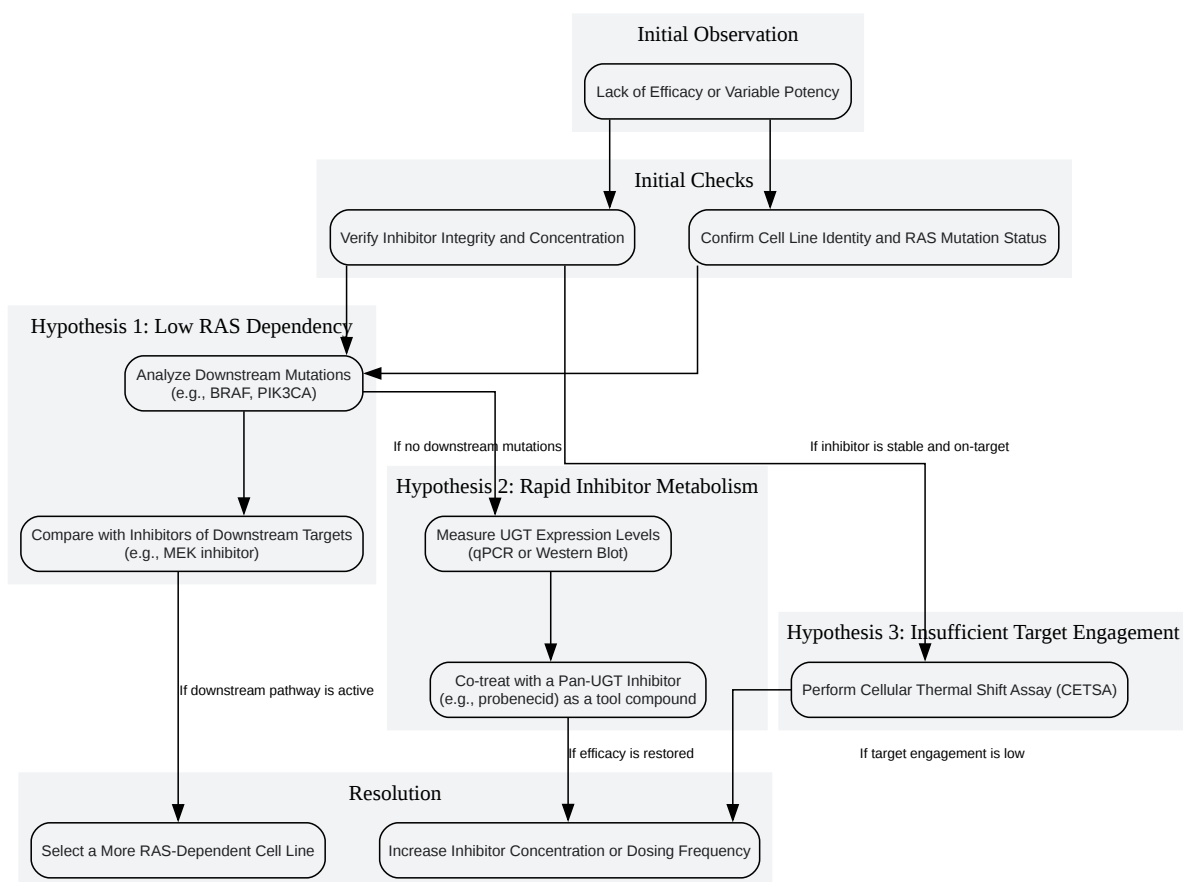 Initial Observation
Lack of Efficacy or Variable Potency
Initial Checks
Verify Inhibitor Integrity and Concentration
Confirm Cell Line Identity and RAS Mutation Status
Hypothesis 1: Low RAS Dependency
Analyze Downstream Mutations
(e.g., BRAF, PIK3CA)
If no downstream mutations
If inhibitor is stable and on-target
Hypothesis 2: Rapid Inhibitor Metabolism
Compare with Inhibitors of Downstream Targets
(e.g., MEK inhibitor)
Measure UGT Expression Levels
(qPCR or Western Blot)
Hypothesis 3: Insufficient Target Engagement
If downstream pathway is active
Co-treat with a Pan-UGT Inhibitor
(e.g., probenecid) as a tool compound
Perform Cellular Thermal Shift Assay (CETSA)
If efficacy is restored
If target engagement is low
Resolution
Select a More RAS-Dependent Cell Line
Increase Inhibitor Concentration or Dosing Frequency